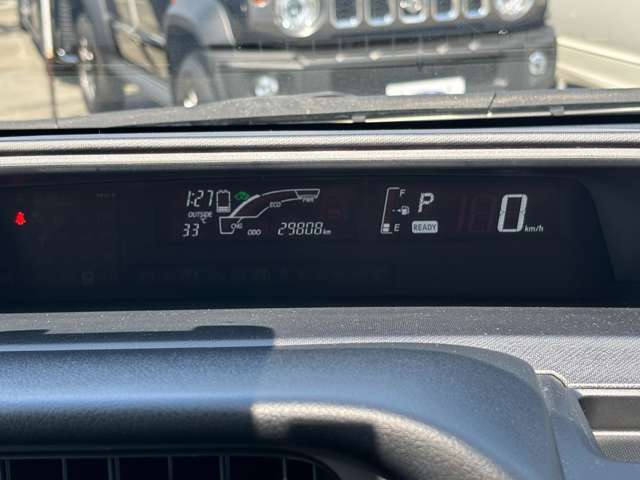 1:27 ECO PWR F P 0 km/h
OUTSIDE
33° CHG ODO 29808 km E READY